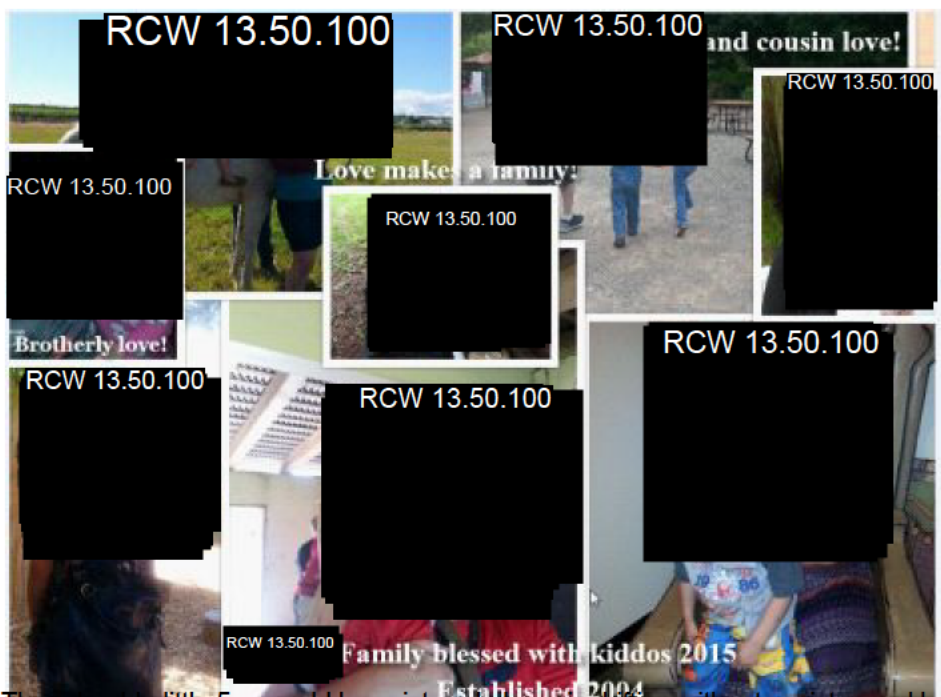 RCW 13.50.100
RCW 13.50.100
and cousin love!
RCW 13.50.100
Love makes a family!
RCW 13.50.100
RCW 13.50.100
Brotherly love!
RCW 13.50.100
RCW 13.50.100
RCW 13.50.100
19 86
RCW 13.50.100
Family blessed with kiddos 2015
Established 2004